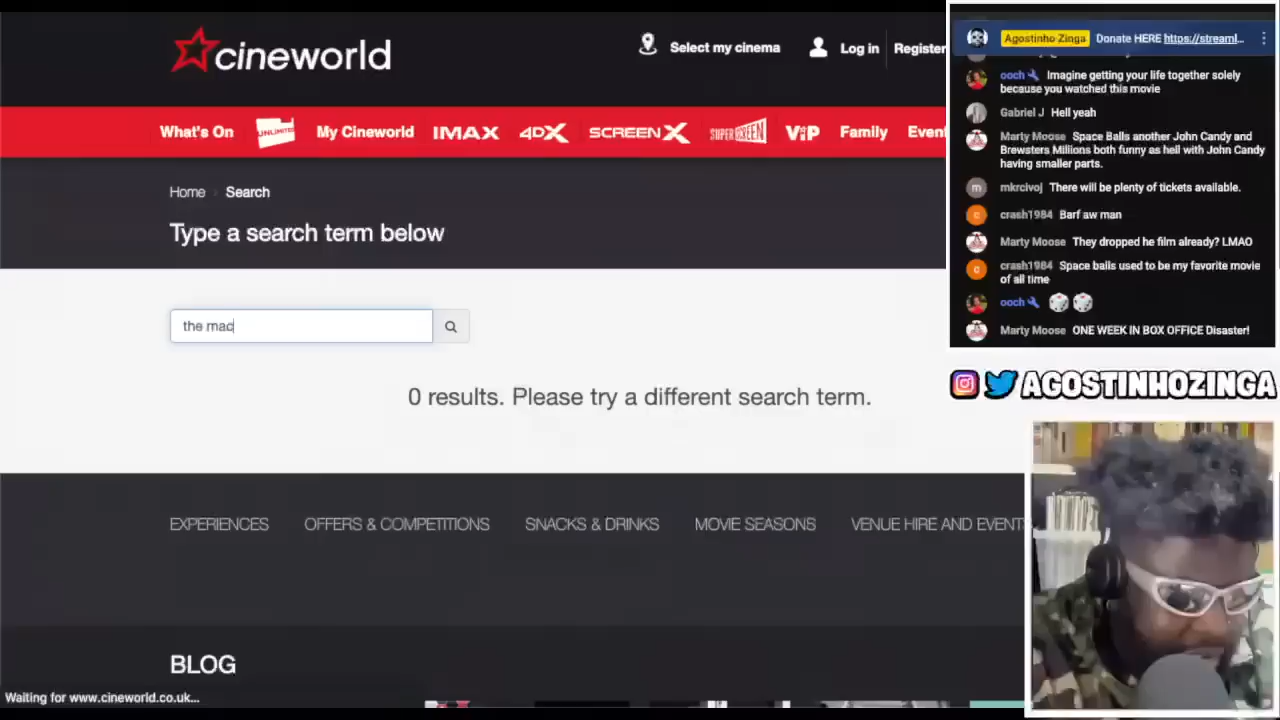 cineworld
Select my cinema
Log in
Register
What's On
UNLIMITED
My Cineworld
IMAX
4DX
SCREENX
SUPERSCREEN
ViP
Family
Even
Home
Search
Type a search term below
the mac
0 results. Please try a different search term.
EXPERIENCES
OFFERS & COMPETITIONS
SNACKS & DRINKS
MOVIE SEASONS
VENUE HIRE AND EVENT
BLOG
Waiting for www.cineworld.co.uk...
Agostinho Zinga Donate HERE https://streaml...
ooch Imagine getting your life together solely
because you watched this movie
Gabriel J Hell yeah
Marty Moose Space Balls another John Candy and
Brewsters Miliions both funny as hell with John Candy
having smaller parts.
mkrcivoj There will be plenty of tickets available.
crash1984 Barf aw man
Marty Moose They dropped he film already? LMAO
crash1984 Space balls used to be my favorite movie
of all time
ooch
Marty Moose ONE WEEK IN BOX OFFICE Disaster!
AGOSTINHOZINGA